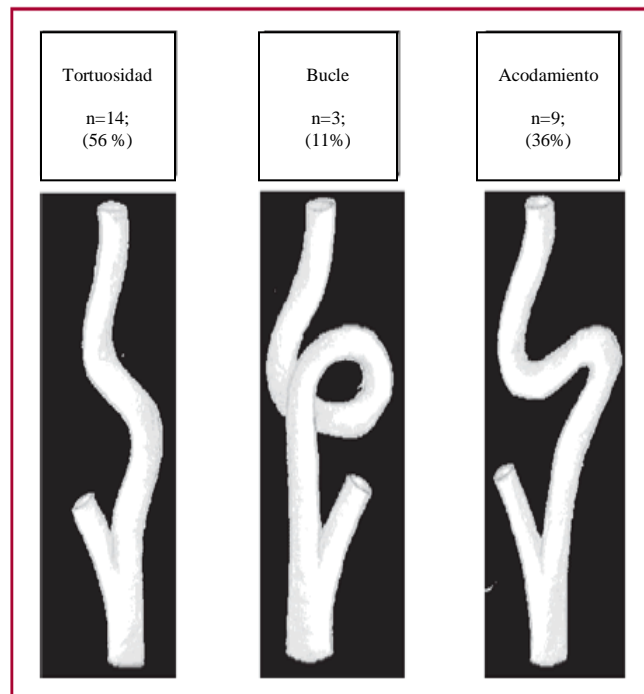 Tortuosidad
n=14;
(56 %)
Bucle
n=3;
(11%)
Acodamiento
n=9;
(36%)